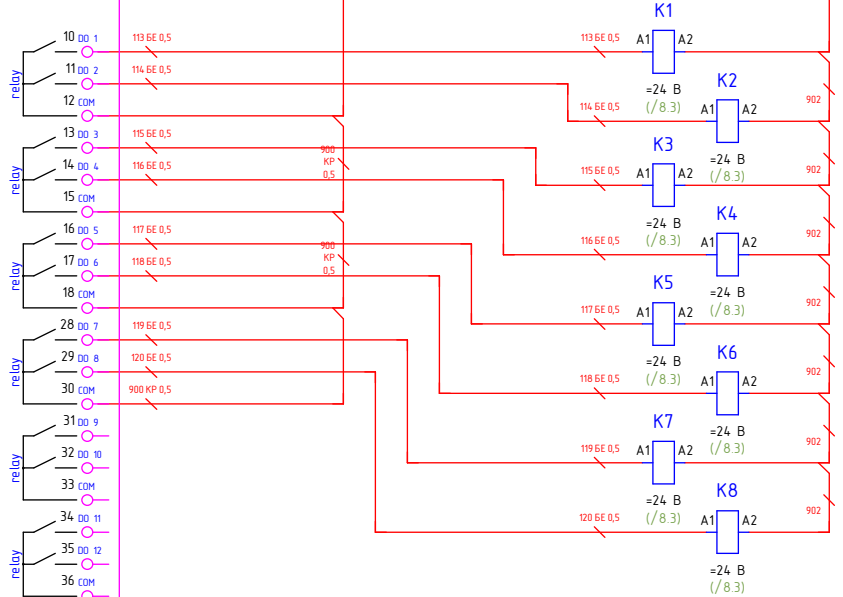 K1
10 DO 1
113 БЕ 0,5
113 БЕ 0,5
A1
A2
relay
11 DO 2
114 БЕ 0,5
=24 В
(/8.3)
K2
902
12 COM
114 БЕ 0,5
A1
A2
13 DO 3
115 БЕ 0,5
900
КР
0,5
K3
=24 В
(/8.3)
902
relay
14 DO 4
116 БЕ 0,5
115 БЕ 0,5
A1
A2
15 COM
=24 В
(/8.3)
K4
902
16 DO 5
117 БЕ 0,5
900
КР
0,5
116 БЕ 0,5
A1
A2
relay
17 DO 6
118 БЕ 0,5
K5
=24 В
(/8.3)
902
18 COM
117 БЕ 0,5
A1
A2
28 DO 7
119 БЕ 0,5
=24 В
(/8.3)
K6
902
relay
29 DO 8
120 БЕ 0,5
118 БЕ 0,5
A1
A2
30 COM
900 КР 0,5
K7
=24 В
(/8.3)
902
31 DO 9
119 БЕ 0,5
A1
A2
relay
32 DO 10
33 COM
=24 В
(/8.3)
K8
902
34 DO 11
120 БЕ 0,5
A1
A2
relay
35 DO 12
36 COM
=24 В
(/8.3)